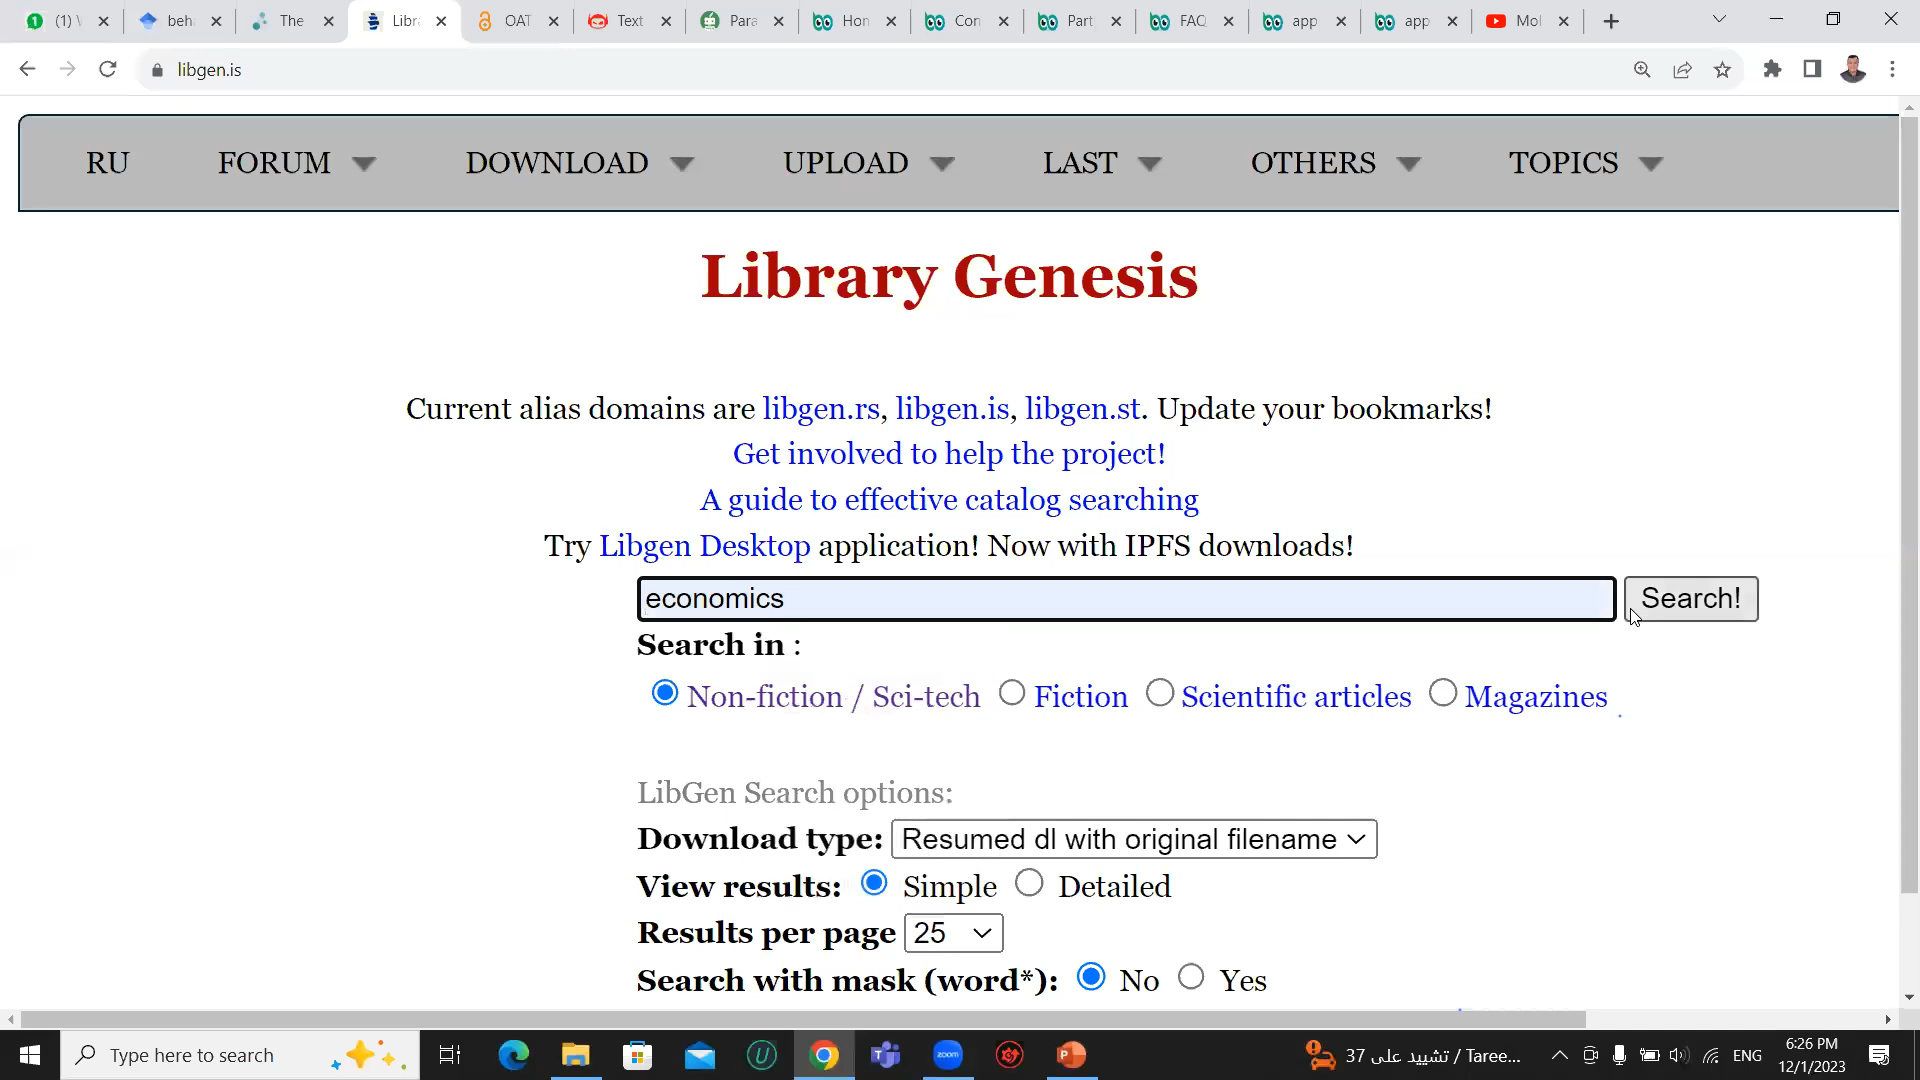 (1)
beh
The
Libra
OAT
Text
Para
Hon
Cor
Part
FAQ
app
app
Mol
libgen.is
RU FORUM DOWNLOAD UPLOAD LAST OTHERS TOPICS
Library Genesis
Current alias domains are libgen.rs, libgen.is, libgen.st. Update your bookmarks!
Get involved to help the project!
A guide to effective catalog searching
Try Libgen Desktop application! Now with IPFS downloads!
economics Search!
Search in :
Non-fiction / Sci-tech Fiction Scientific articles Magazines
LibGen Search options:
Download type: Resumed dl with original filename
View results: Simple Detailed
Results per page 25
Search with mask (word*): No Yes
Type here to search
zoom
37 تشييد على / Taree...
ENG
6:26 PM
12/1/2023